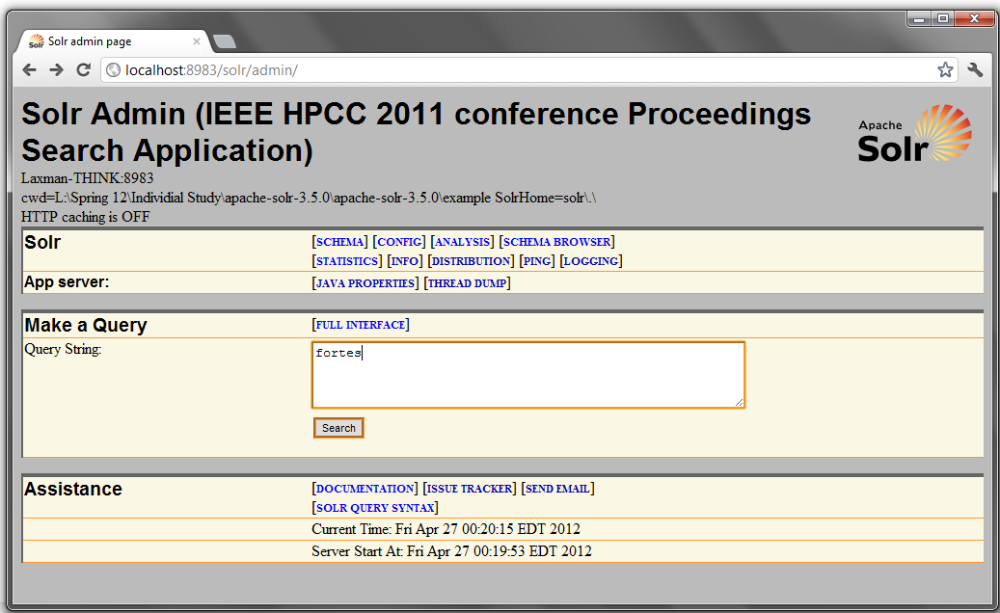 Solr Solr admin page
localhost:8983/solr/admin/
Solr Admin (IEEE HPCC 2011 conference Proceedings
Search Application)
Apache
Solr
Laxman-THINK:8983
cwd=L:\Spring 12\Individial Study\apache-solr-3.5.0\apache-solr-3.5.0\example SolrHome=solr\.\
HTTP caching is OFF
Solr [SCHEMA] [CONFIG] [ANALYSIS] [SCHEMA BROWSER]
[STATISTICS] [INFO] [DISTRIBUTION] [PING] [LOGGING]
App server: [JAVA PROPERTIES] [THREAD DUMP]
Make a Query [FULL INTERFACE]
Query String: fortes
Search
Assistance [DOCUMENTATION] [ISSUE TRACKER] [SEND EMAIL]
[SOLR QUERY SYNTAX]
Current Time: Fri Apr 27 00:20:15 EDT 2012
Server Start At: Fri Apr 27 00:19:53 EDT 2012